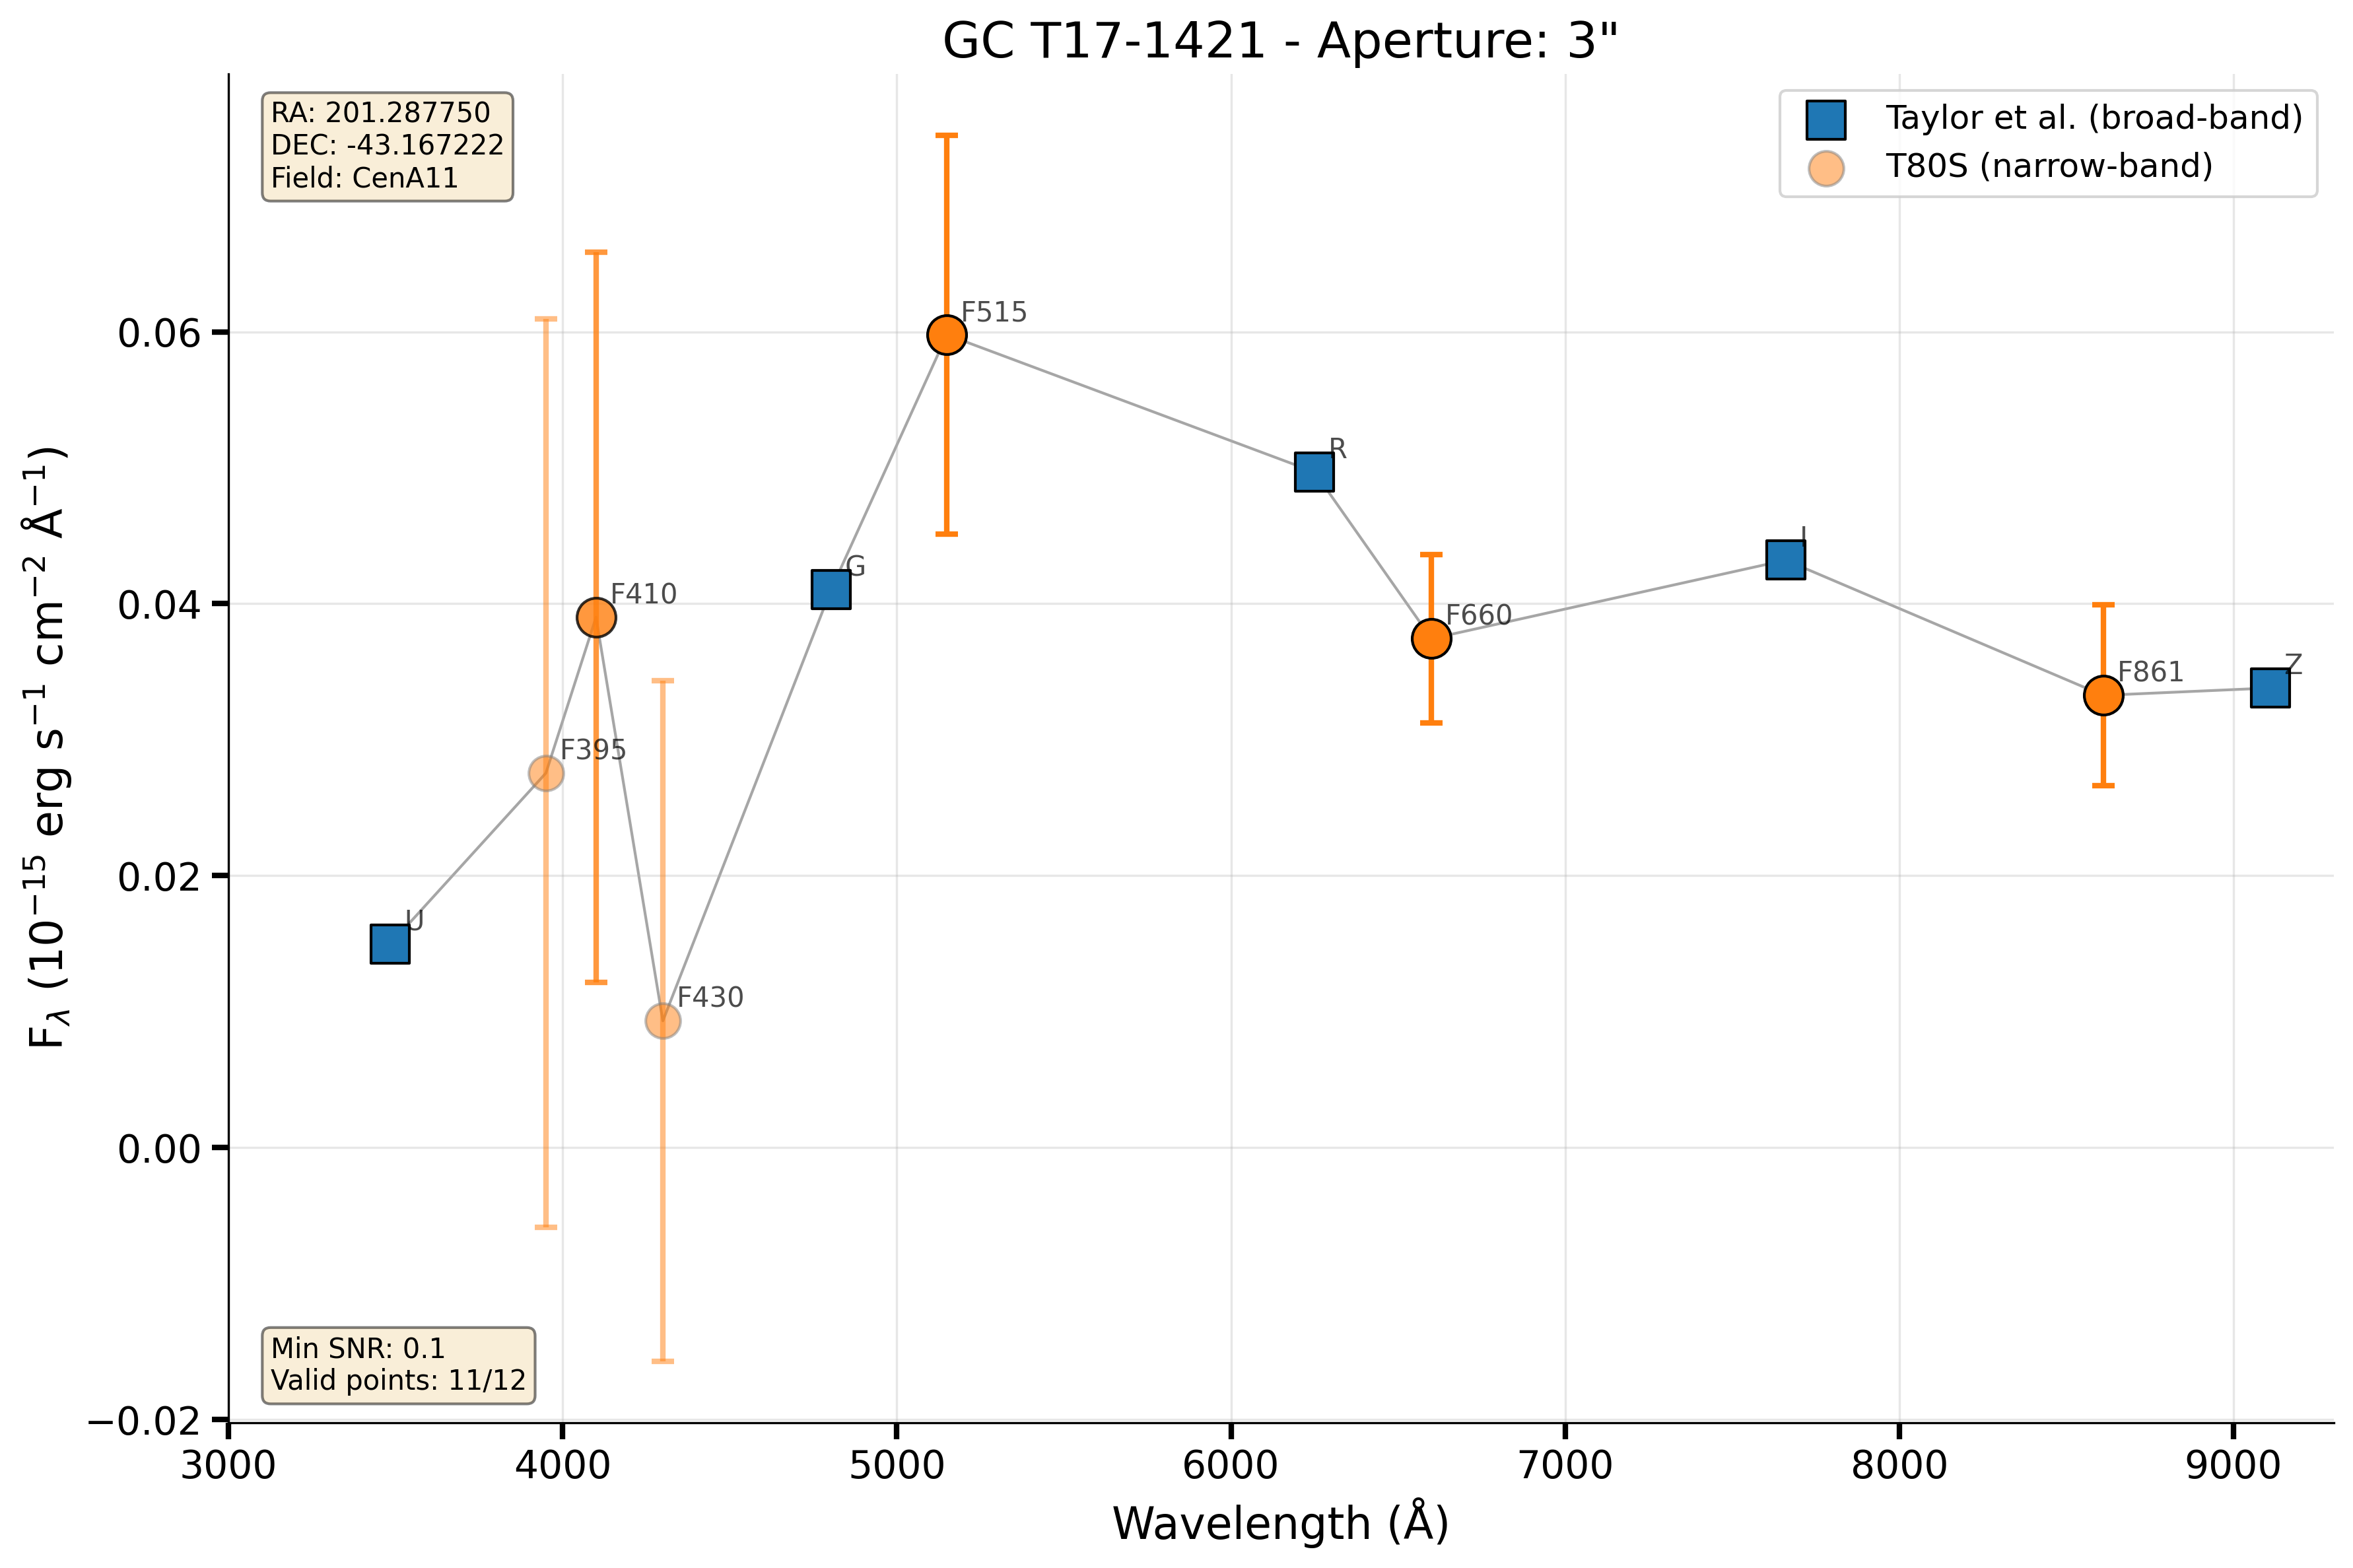 GC T17-1421 - Aperture: 3"
RA: 201.287750
DEC: -43.167222
Field: CenA11
Taylor et al. (broad-band)
T80S (narrow-band)
F515
R
I
G
F410
F660
F861
Z
F395
U
F430
Min SNR: 0.1
Valid points: 11/12
0.06
0.04
0.02
0.00
−0.02
3000 4000 5000 6000 7000 8000 9000
Wavelength (Å)
F$_{λ}$ (10$^{−15}$ erg s$^{−1}$ cm$^{−2}$ Å$^{−1}$)